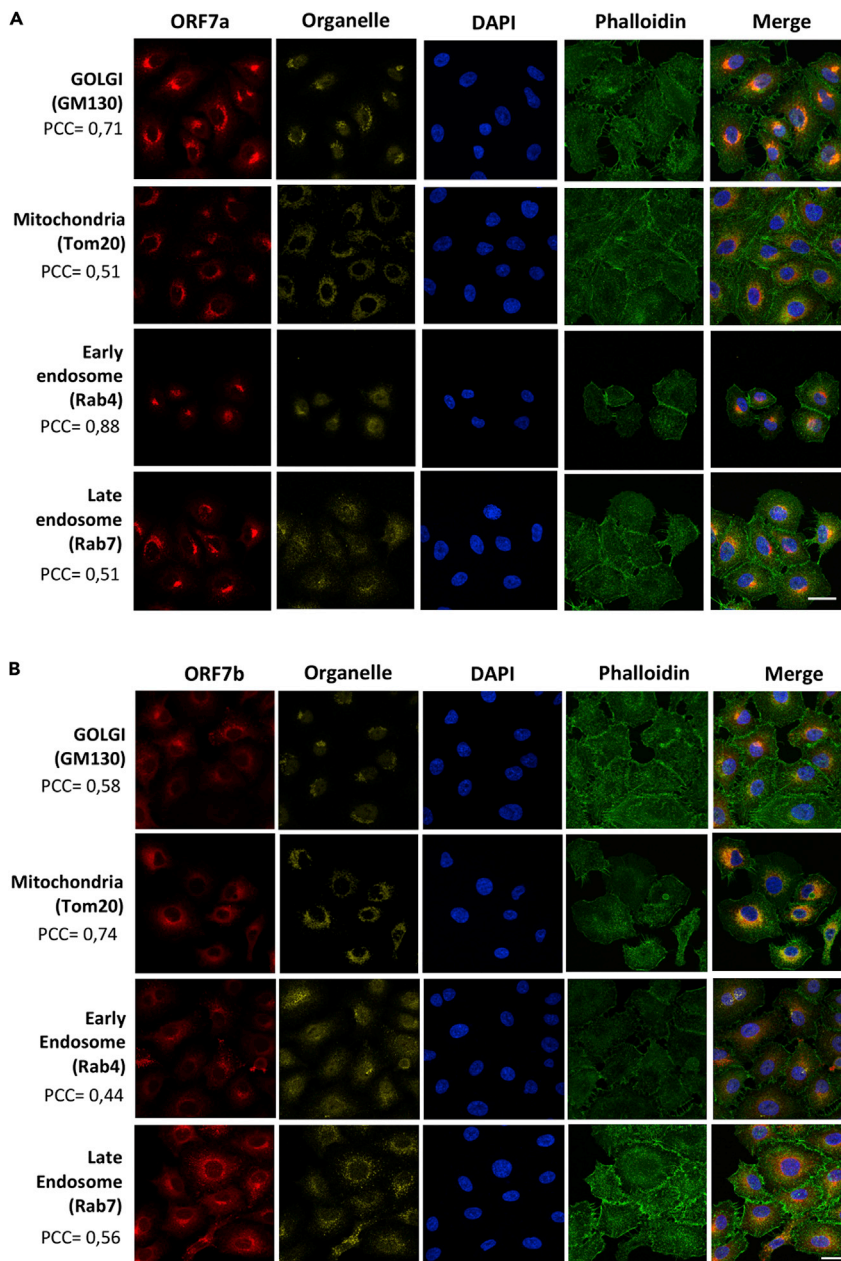 A
ORF7a Organelle DAPI Phalloidin Merge
GOLGI
(GM130)
PCC= 0,71
Mitochondria
(Tom20)
PCC= 0,51
Early
endosome
(Rab4)
PCC= 0,88
Late
endosome
(Rab7)
PCC= 0,51
B
ORF7b Organelle DAPI Phalloidin Merge
GOLGI
(GM130)
PCC= 0,58
Mitochondria
(Tom20)
PCC= 0,74
Early
Endosome
(Rab4)
PCC= 0,44
Late
Endosome
(Rab7)
PCC= 0,56